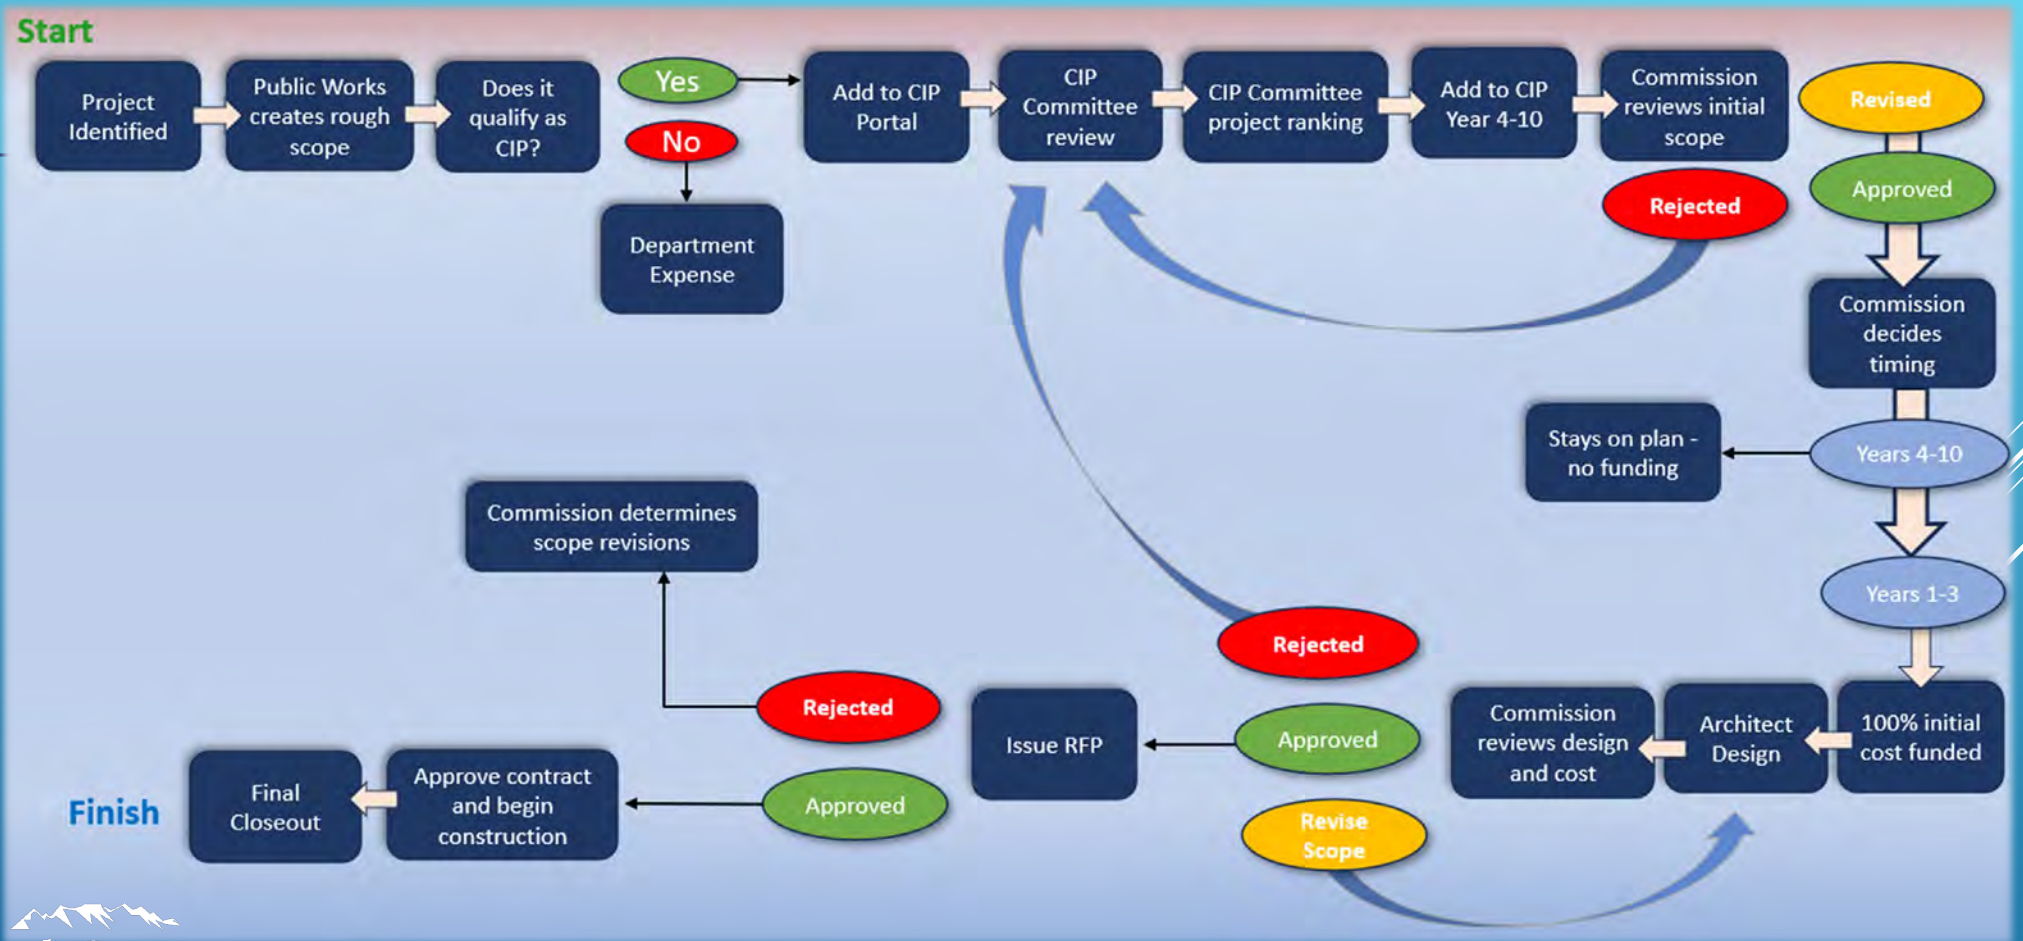 Start
Project
Identified
Public Works
creates rough
scope
Does it
qualify as
CIP?
Yes
No
Department
Expense
Add to CIP
Portal
CIP
Committee
review
CIP Committee
project ranking
Add to CIP
Year 4-10
Commission
reviews initial
scope
Revised
Approved
Rejected
Commission
decides
timing
Years 4-10
Stays on plan -
no funding
Years 1-3
100% initial
cost funded
Architect
Design
Commission
reviews design
and cost
Rejected
Approved
Revise
Scope
Issue RFP
Rejected
Approved
Commission determines
scope revisions
Approve contract
and begin
construction
Final
Closeout
Finish